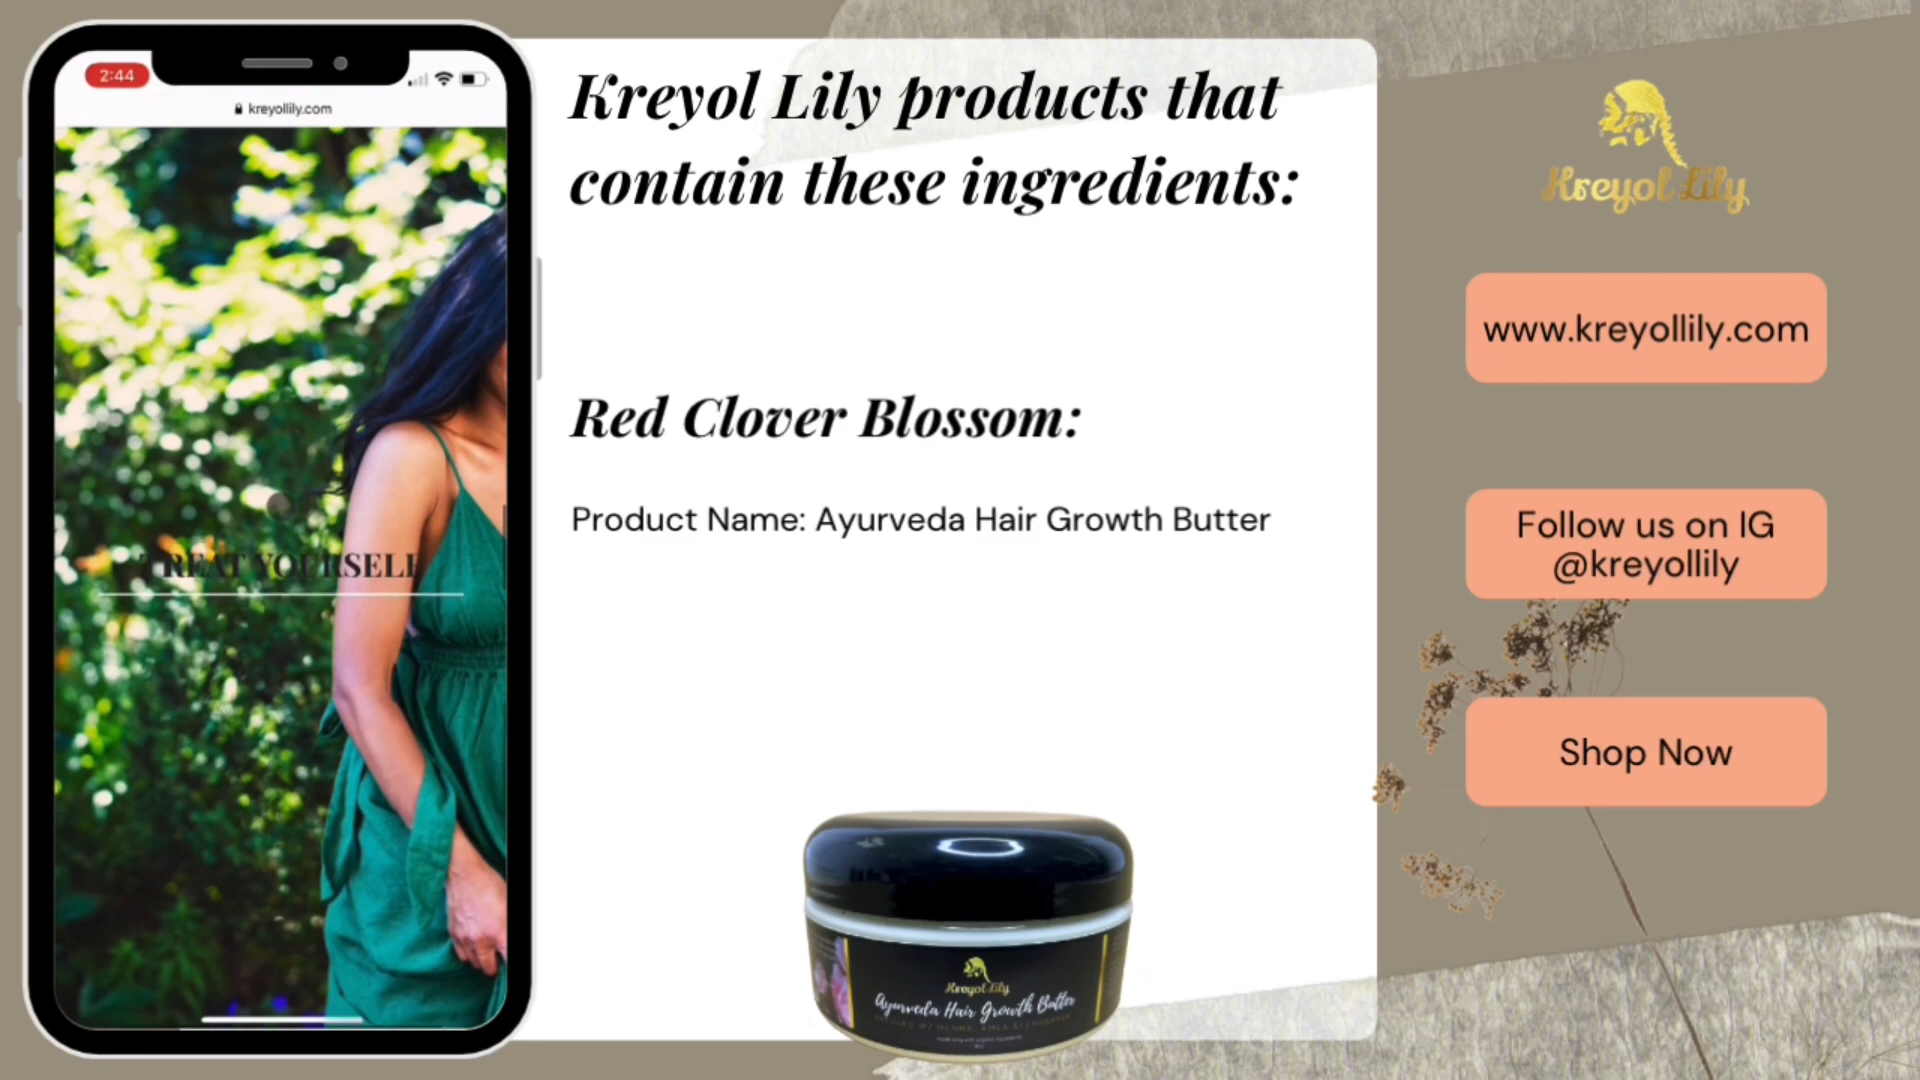 2:44
kreyollily.com
TREAT YOURSELF
Kreyol Lily products that
contain these ingredients:
Red Clover Blossom:
Product Name: Ayurveda Hair Growth Butter
Kreyol Lily
Ayurveda Hair Growth Butter
Kreyol Lily
www.kreyollily.com
Follow us on IG
@kreyollily
Shop Now